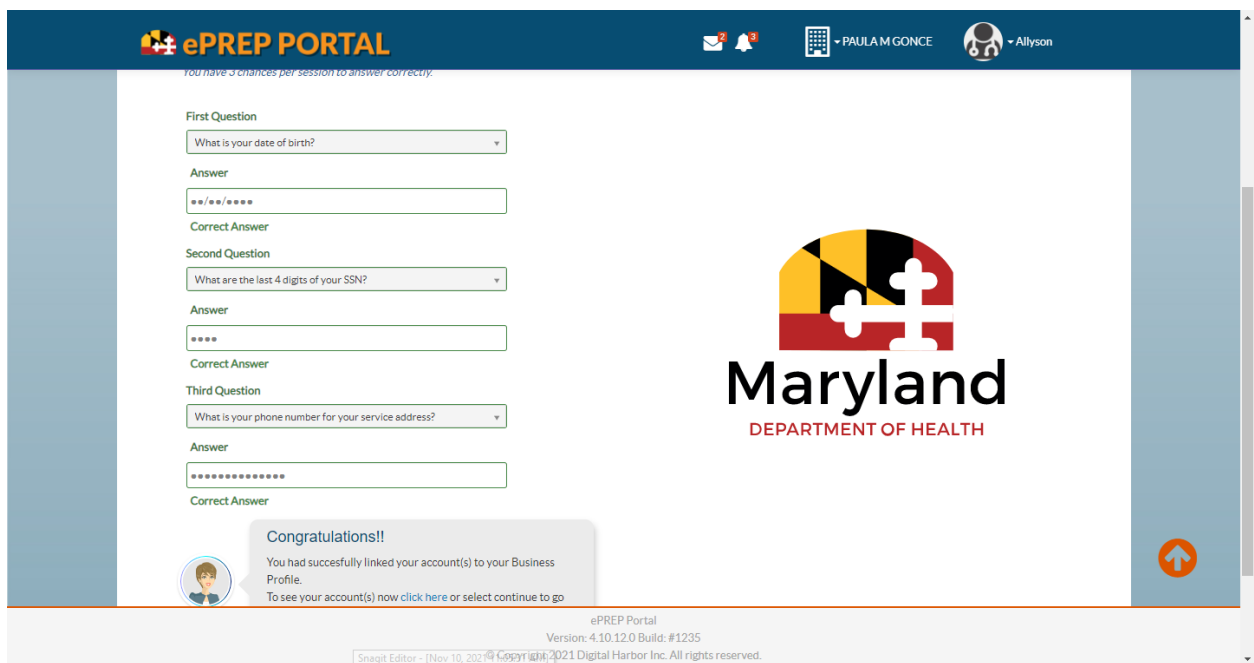 ePREP PORTAL
2
3
PAULA M GONCE
Allyson
You have 3 chances per session to answer correctly.
First Question
What is your date of birth?
Answer
••/••/••••
Correct Answer
Second Question
What are the last 4 digits of your SSN?
Answer
••••
Correct Answer
Third Question
What is your phone number for your service address?
Answer
••••••••••••••
Correct Answer
Maryland
DEPARTMENT OF HEALTH
Congratulations!!
You had succesfully linked your account(s) to your Business
Profile.
To see your account(s) now click here or select continue to go
ePREP Portal
Version: 4.10.12.0 Build: #1235
© Copyright 2021 Digital Harbor Inc. All rights reserved.
Snagit Editor - [Nov 10, 2021